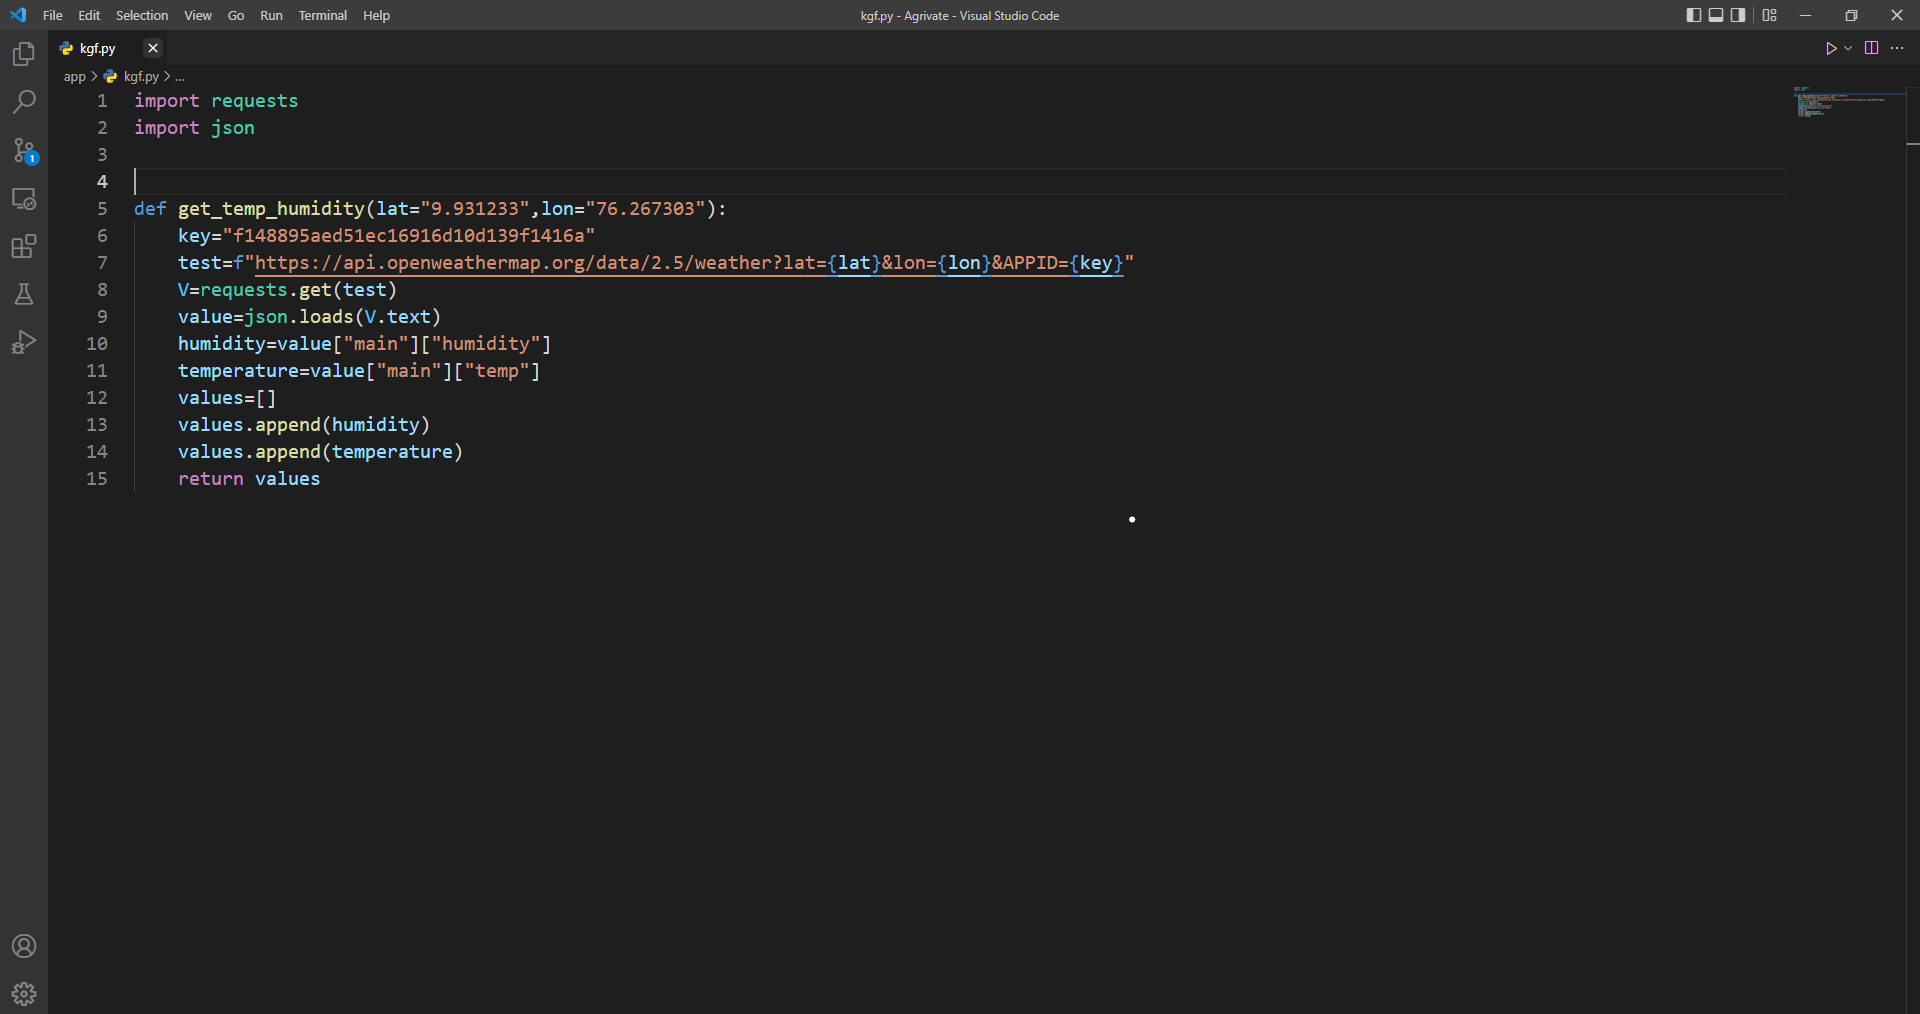 File Edit Selection View Go Run Terminal Help kgf.py - Agrivate - Visual Studio Code
kgf.py
app > kgf.py > ...
1 import requests
2 import json
3
4
5 def get_temp_humidity(lat="9.931233",lon="76.267303"):
6     key="f148895aed51ec16916d10d139f1416a"
7     test=f"https://api.openweathermap.org/data/2.5/weather?lat={lat}&lon={lon}&APPID={key}"
8     V=requests.get(test)
9     value=json.loads(V.text)
10     humidity=value["main"]["humidity"]
11     temperature=value["main"]["temp"]
12     values=[]
13     values.append(humidity)
14     values.append(temperature)
15     return values
1